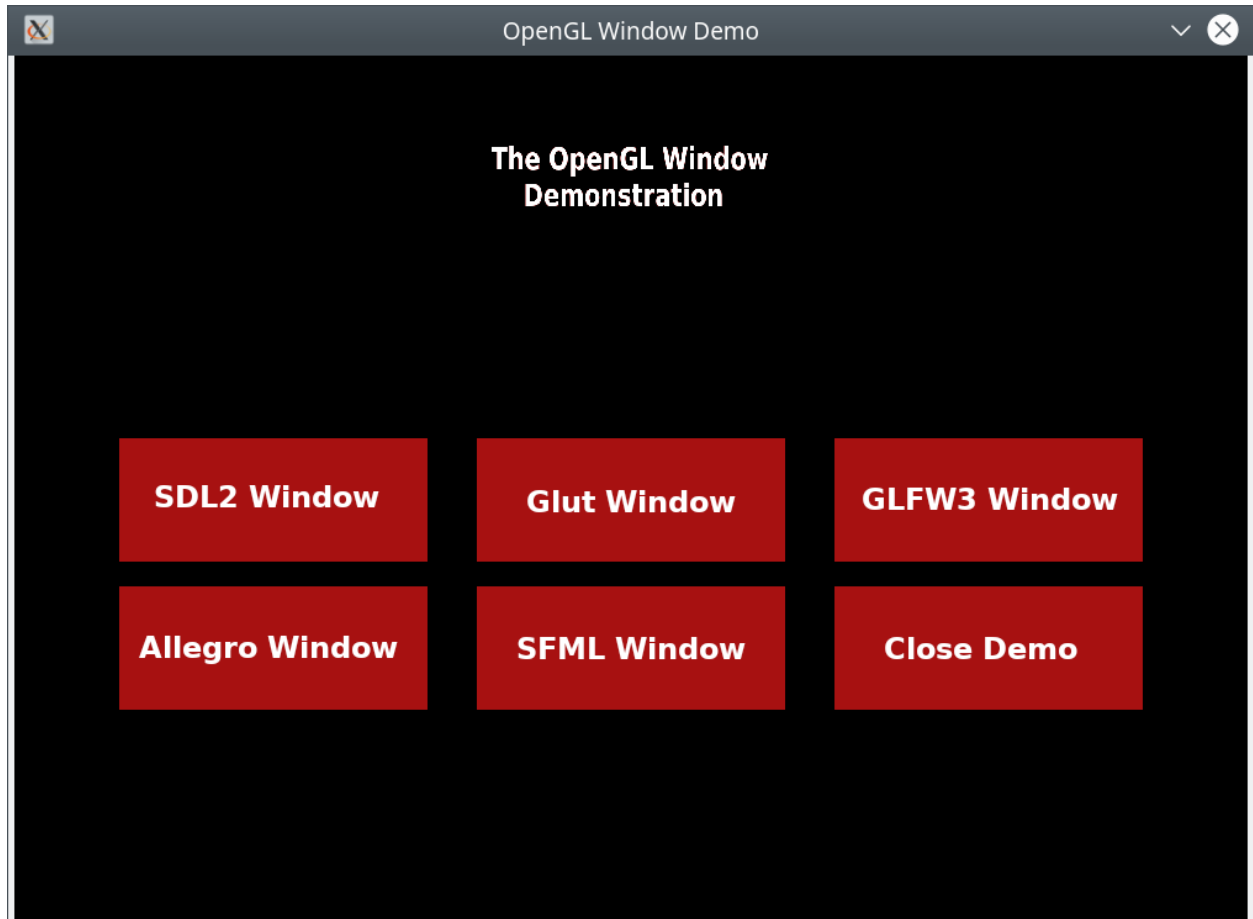 OpenGL Window Demo
The OpenGL Window
Demonstration
SDL2 Window
Glut Window
GLFW3 Window
Allegro Window
SFML Window
Close Demo